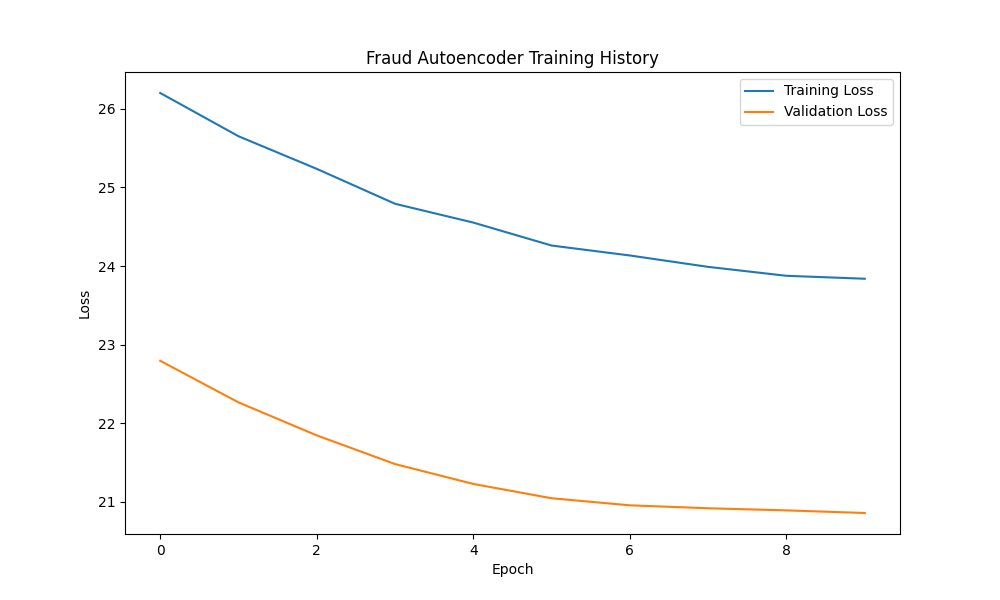 Fraud Autoencoder Training History
Training Loss
Validation Loss
26
25
24
23
22
21
Loss
0 2 4 6 8
Epoch